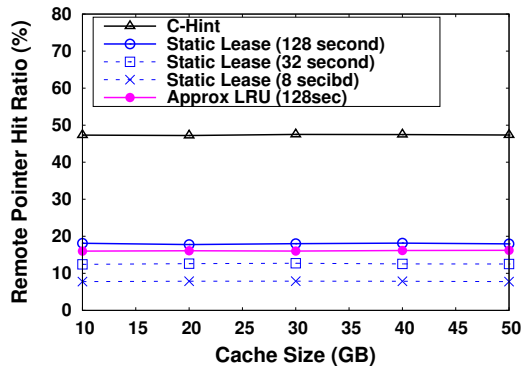 80
70
60
50
40
30
20
10
0
Remote Pointer Hit Ratio (%)
C-Hint
Static Lease (128 second)
Static Lease (32 second)
Static Lease (8 secibd)
Approx LRU (128sec)
10 15 20 25 30 35 40 45 50
Cache Size (GB)